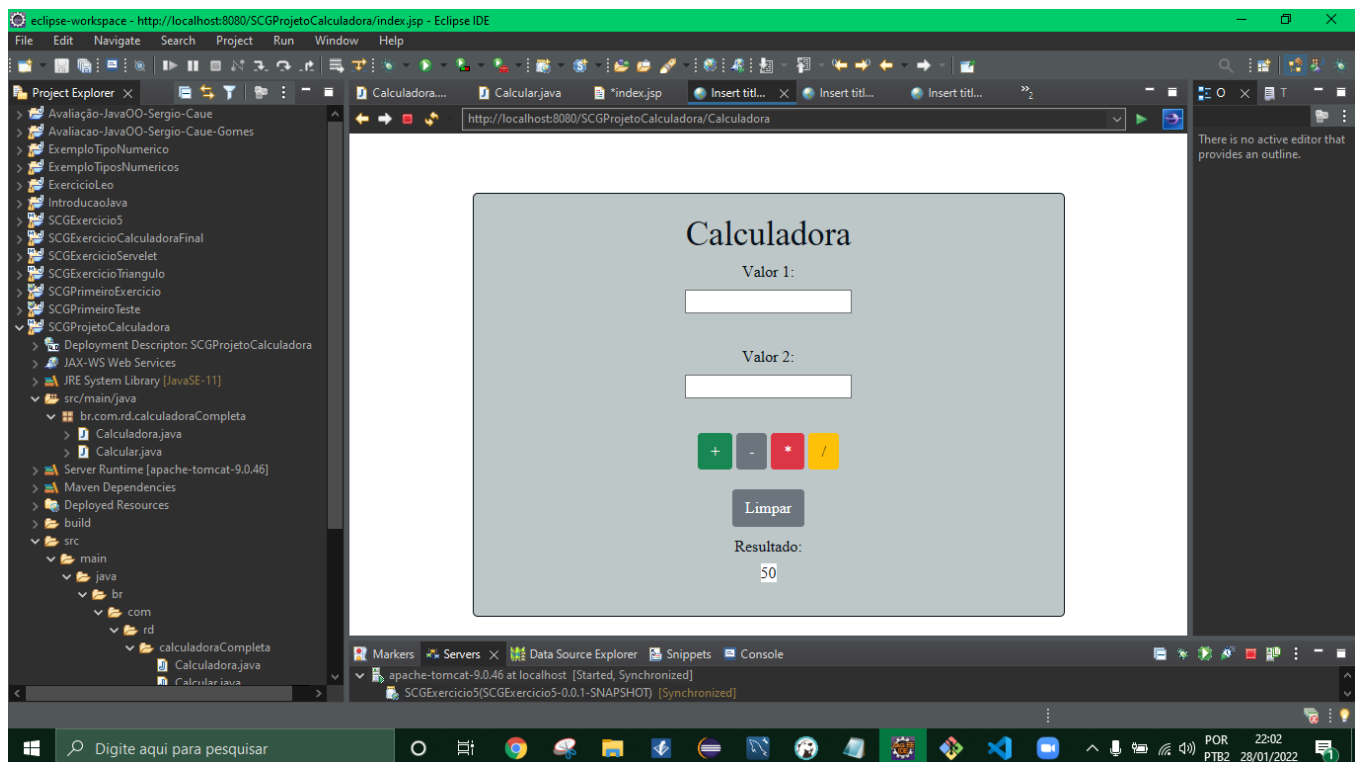 eclipse-workspace - http://localhost:8080/SCGProjetoCalculadora/index.jsp - Eclipse IDE
File Edit Navigate Search Project Run Window Help
Project Explorer
Calculadora.... Calcular.java *index.jsp Insert titl... Insert titl... Insert titl... »2
O T
http://localhost:8080/SCGProjetoCalculadora/Calculadora
There is no active editor that
provides an outline.
Avaliação-JavaOO-Sergio-Caue
Avaliacao-JavaOO-Sergio-Caue-Gomes
ExemploTipoNumerico
ExemploTiposNumericos
ExercicioLeo
IntroducaoJava
SCGExercicio5
SCGExercicioCalculadoraFinal
SCGExercicioServelet
SCGExercicioTriangulo
SCGPrimeiroExercicio
SCGPrimeiroTeste
SCGProjetoCalculadora
Deployment Descriptor: SCGProjetoCalculadora
JAX-WS Web Services
JRE System Library [JavaSE-11]
src/main/java
br.com.rd.calculadoraCompleta
Calculadora.java
Calcular.java
Server Runtime [apache-tomcat-9.0.46]
Maven Dependencies
Deployed Resources
build
src
main
java
br
com
rd
calculadoraCompleta
Calculadora.java
Calcular.java
Calculadora
Valor 1:
Valor 2:
+ - * /
Limpar
Resultado:
50
Markers Servers Data Source Explorer Snippets Console
apache-tomcat-9.0.46 at localhost [Started, Synchronized]
SCGExercicio5(SCGExercicio5-0.0.1-SNAPSHOT) [Synchronized]
Digite aqui para pesquisar
POR 22:02
PTB2 28/01/2022